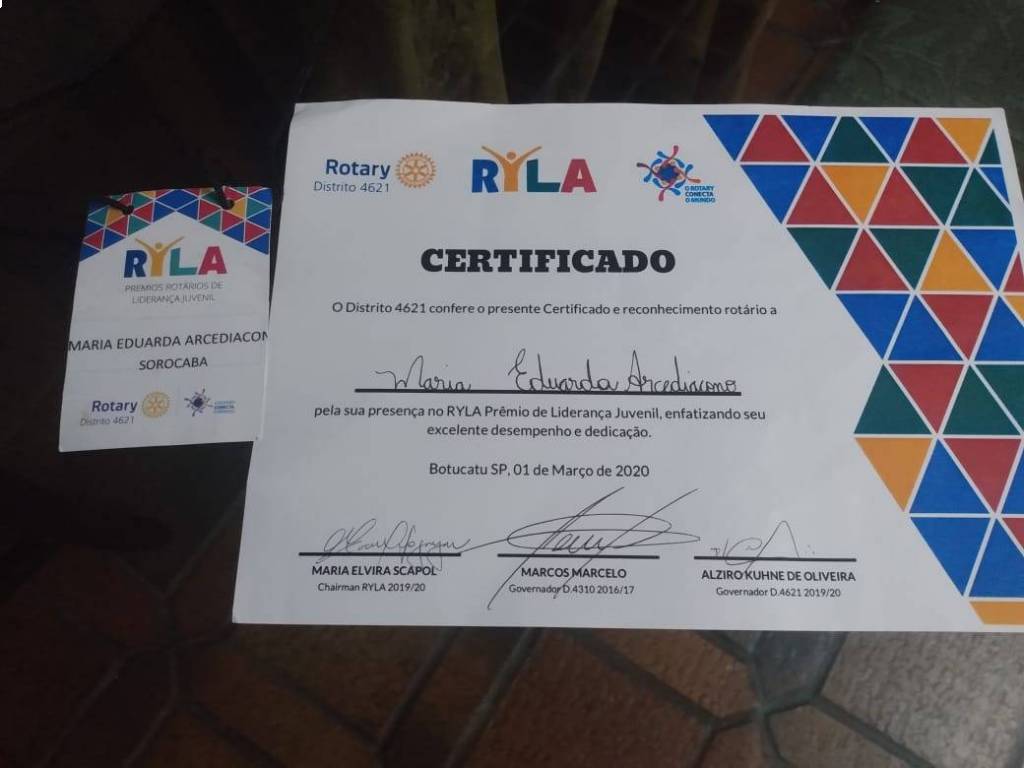 RYLA
PREMIOS ROTÁRIOS DE
LIDERANÇA JUVENIL
MARIA EDUARDA ARCEDIACON
SOROCABA
Rotary
Distrito 4621
Rotary
Distrito 4621
RYLA
O ROTARY
CONECTA
O MUNDO
CERTIFICADO
O Distrito 4621 confere o presente Certificado e reconhecimento rotário a
Maria Eduarda Arcediacono
pela sua presença no RYLA Prêmio de Liderança Juvenil, enfatizando seu
excelente desempenho e dedicação.
Botucatu SP, 01 de Março de 2020
MARIA ELVIRA SCAPOL
Chairman RYLA 2019/20
MARCOS MARCELO
Governador D.4310 2016/17
ALZIRO KUHNE DE OLIVEIRA
Governador D.4621 2019/20